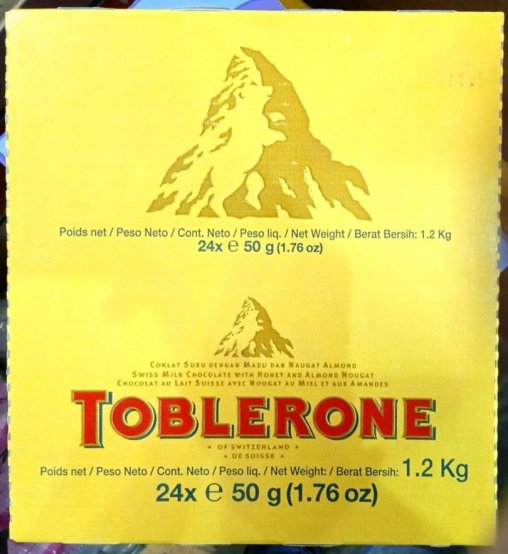 Poids net / Peso Neto / Cont. Neto / Peso liq. / Net Weight / Berat Bersih: 1.2 Kg
24x e 50 g (1.76 oz)
COKLAT SUSU DENGAN MADU DAN NAUGAT ALMOND
SWISS MILK CHOCOLATE WITH HONEY AND ALMOND NOUGAT
CHOCOLAT AU LAIT SUISSE AVEC NOUGAT AU MIEL ET AUX AMANDES
TOBLERONE
OF SWITZERLAND
DE SUISSE
Poids net / Peso Neto / Cont. Neto / Peso liq. / Net Weight: / Berat Bersih: 1.2 Kg
24x e 50 g (1.76 oz)